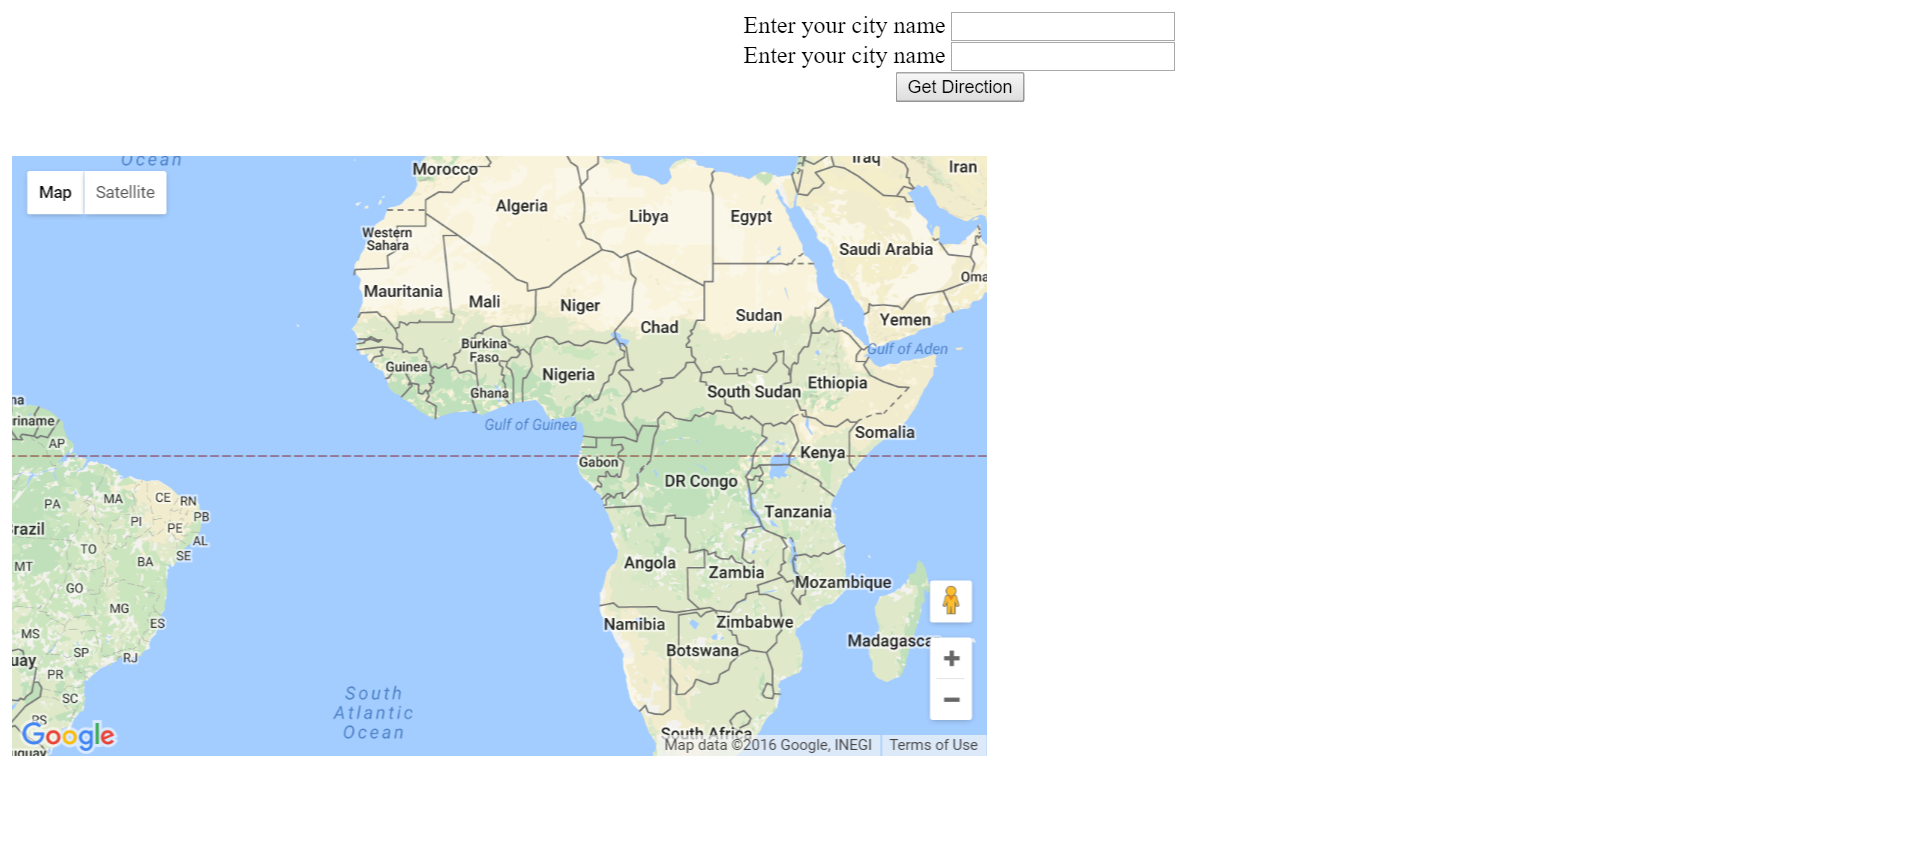 Enter your city name
Enter your city name
Get Direction
Ocean
Map
Satellite
Morocco
Iraq
Iran
Algeria
Libya
Egypt
Western
Sahara
Saudi Arabia
Oma
Mauritania
Mali
Niger
Chad
Sudan
Yemen
Burkina
Faso
Gulf of Aden
Guinea
Nigeria
Ghana
South Sudan
Ethiopia
na
riname
Gulf of Guinea
Somalia
AP
Gabon
Kenya
DR Congo
PA
MA
CE
RN
PB
Tanzania
razil
PI
PE
AL
TO
BA
SE
MT
Angola
Zambia
Mozambique
GO
MG
ES
Namibia
Zimbabwe
MS
SP
RJ
Botswana
Madagasca
uay
PR
SC
South
Atlantic
Ocean
RS
Google
South Africa
uguay
Map data ©2016 Google, INEGI
Terms of Use